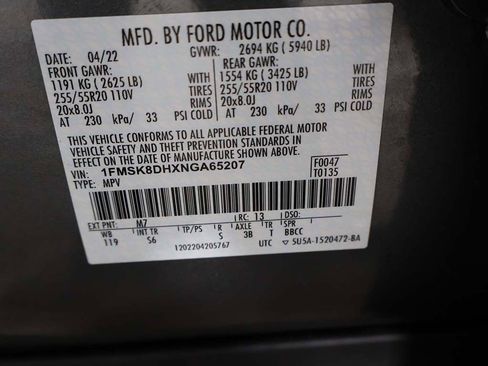 MFD. BY FORD MOTOR CO.
DATE: 04/22 GVWR: 2694 KG ( 5940 LB)
FRONT GAWR: REAR GAWR:
1191 KG ( 2625 LB) 1554 KG ( 3425 LB)
255/55R20 110V TIRES 255/55R20 110V TIRES
20x8.0J RIMS 20x8.0J RIMS
AT 230 kPa/ 33 PSI COLD AT 230 kPa/ 33 PSI COLD
THIS VEHICLE CONFORMS TO ALL APPLICABLE FEDERAL MOTOR
VEHICLE SAFETY AND THEFT PREVENTION STANDARDS IN
EFFECT ON THE DATE OF MANUFACTURE SHOWN ABOVE.
VIN: 1FMSK8DHXNGA65207 F0047
TYPE: MPV T0135
EXT PNT: M7 RC: 13 DSO:
WB INT TR TP/PS R AXLE TR SPR
119 S6 S 3B T BBCC
1202204205767 UTC 5U5A-1520472-BA